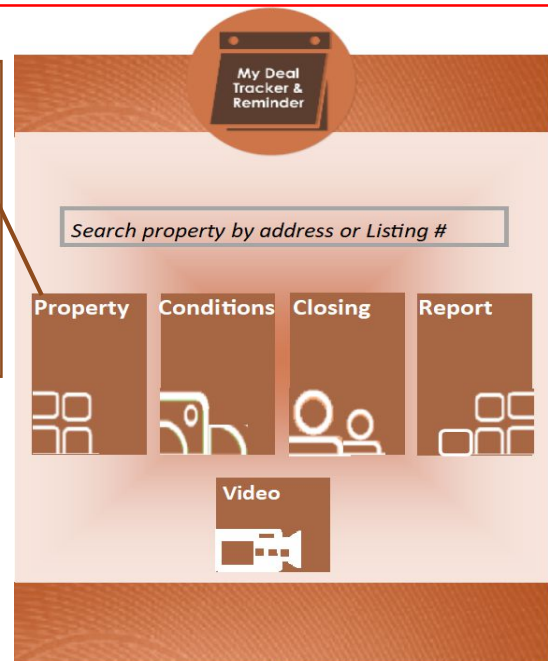 My Deal
Tracker &
Reminder
Search property by address or Listing #
Property
Conditions
Closing
Report
Video